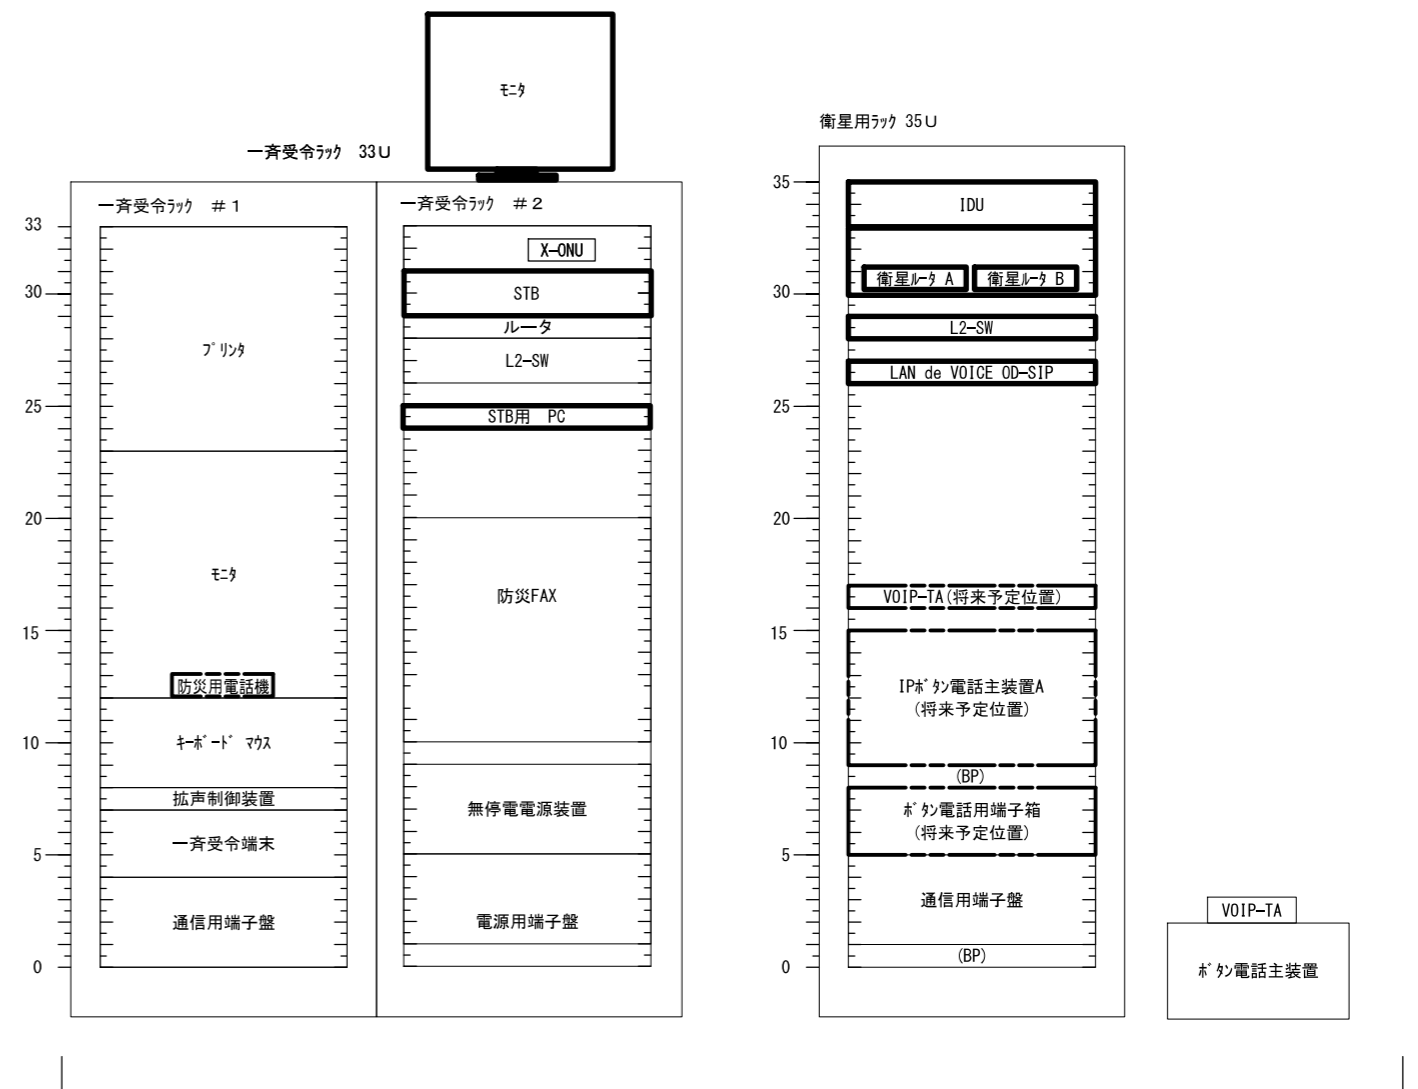 モニタ
一斉受令ラック 33U
一斉受令ラック #1
33
30
25
20
15
10
5
0
プリンタ
モニタ
防災用電話機
キーボード マウス
拡声制御装置
一斉受令端末
通信用端子盤
一斉受令ラック #2
X-ONU
STB
ルータ
L2-SW
STB用 PC
防災FAX
無停電電源装置
電源用端子盤
衛星用ラック 35U
35
30
25
20
15
10
5
0
IDU
衛星ルータ A
衛星ルータ B
L2-SW
LAN de VOICE OD-SIP
VOIP-TA(将来予定位置)
IPボタン電話主装置A
(将来予定位置)
(BP)
ボタン電話用端子箱
(将来予定位置)
通信用端子盤
(BP)
VOIP-TA
ボタン電話主装置